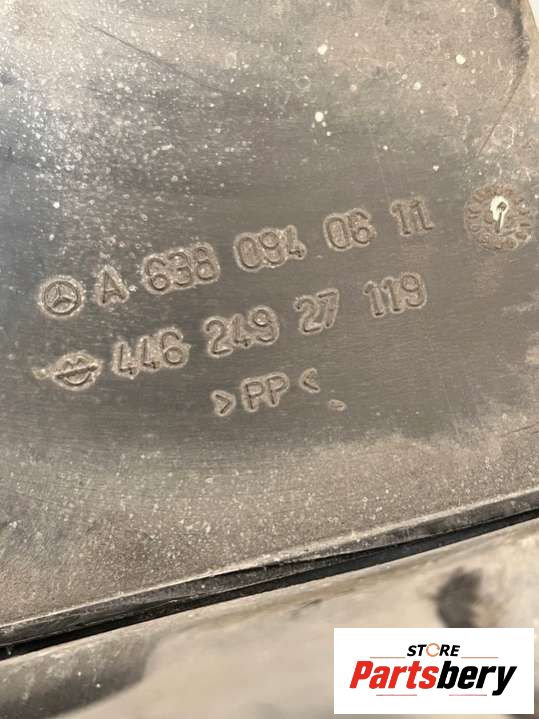 A 638 094 06 11
446 249 27 119
>PP<
STORE
Partsbery